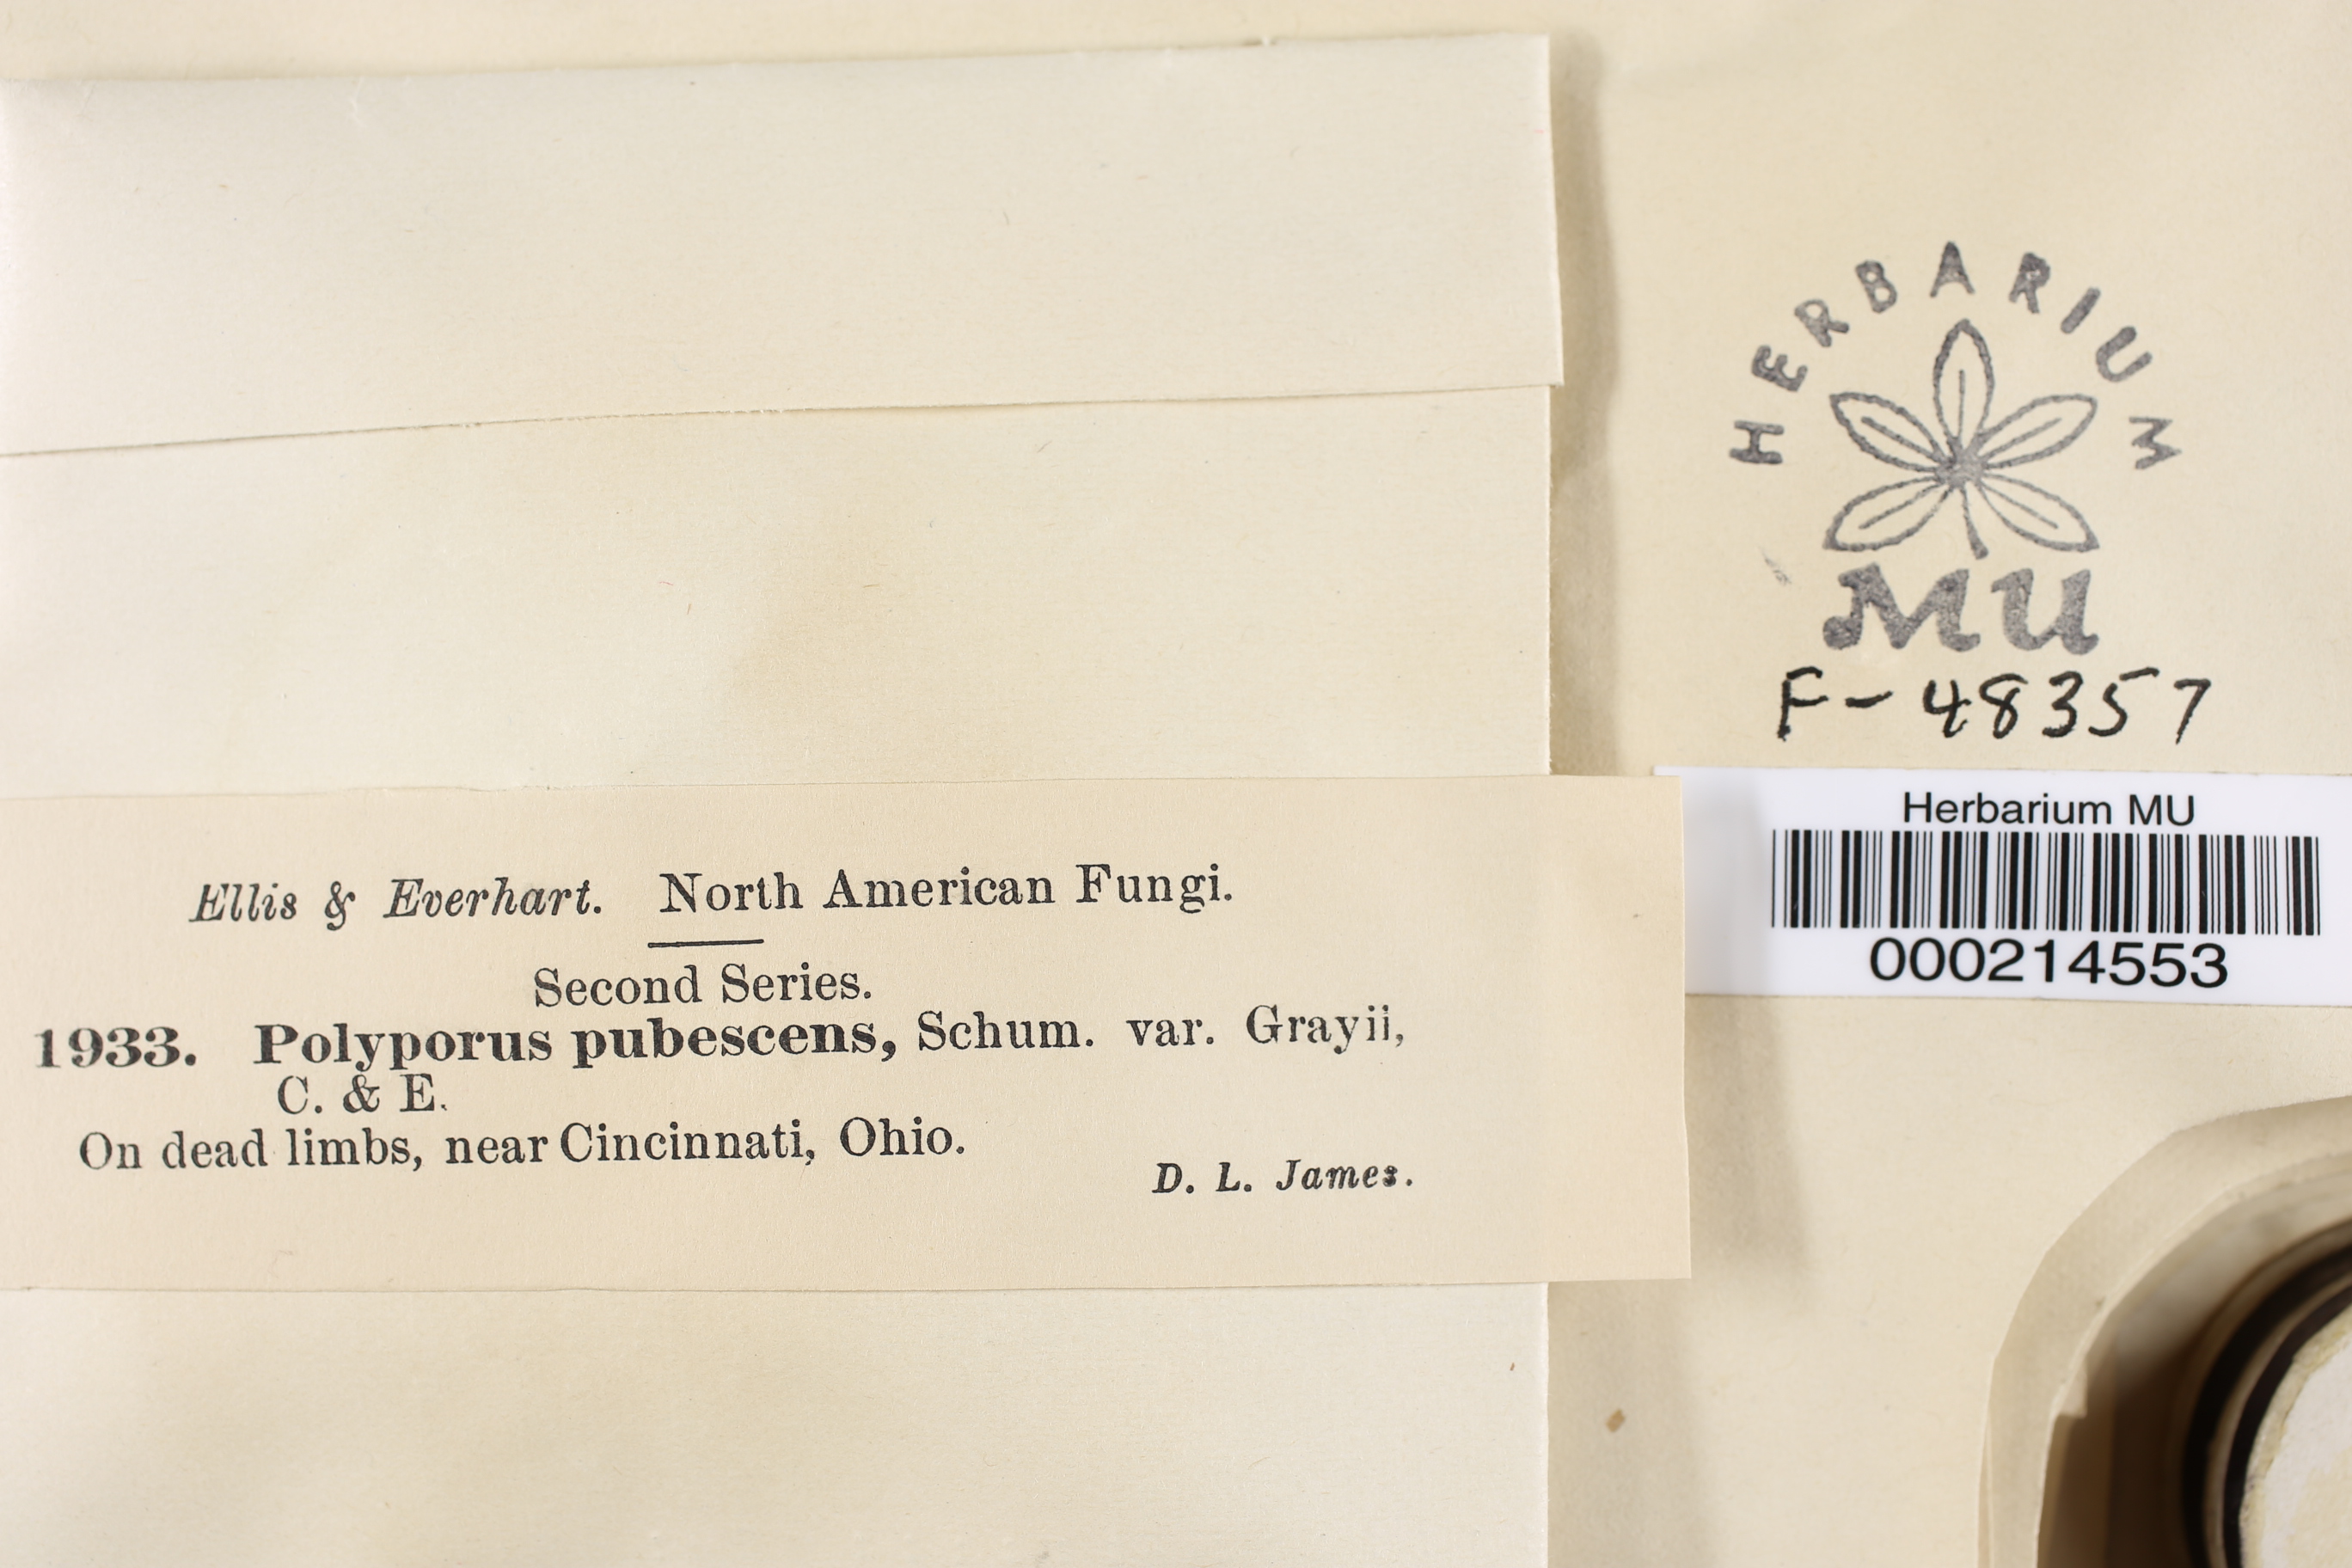 HERBARIUM
MU
F-48357
Herbarium MU
000214553
Ellis & Everhart. North American Fungi.
Second Series.
1933. Polyporus pubescens, Schum. var. Grayii,
C. & E.
On dead limbs, near Cincinnati, Ohio.
D. L. James.